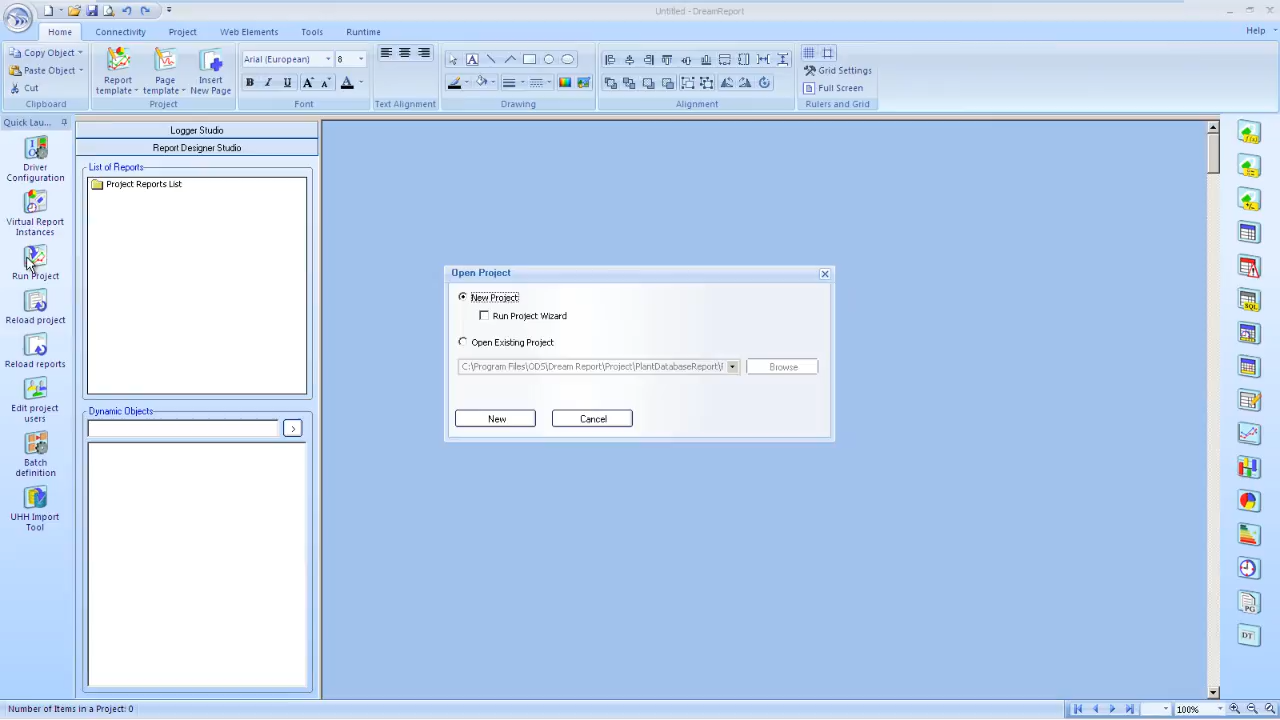 Untitled - DreamReport
Home Connectivity Project Web Elements Tools Runtime Help
Copy Object
Paste Object
Cut
Clipboard
Report template
Page template
Insert New Page
Project
Arial (European) 8
B I U A A A
Font
Text Alignment
A
Drawing
Alignment
Grid Settings
Full Screen
Rulers and Grid
Quick Lau...
Driver
Configuration
Virtual Report
Instances
Run Project
Reload project
Reload reports
Edit project
users
Batch
definition
UHH Import
Tool
Logger Studio
Report Designer Studio
List of Reports
Project Reports List
Dynamic Objects
>
Open Project
New Project
Run Project Wizard
Open Existing Project
C:\Program Files\ODS\Dream Report\Project\PlantDatabaseReport\
Browse
New Cancel
SQL
PG
DT
Number of Items in a Project: 0
100%